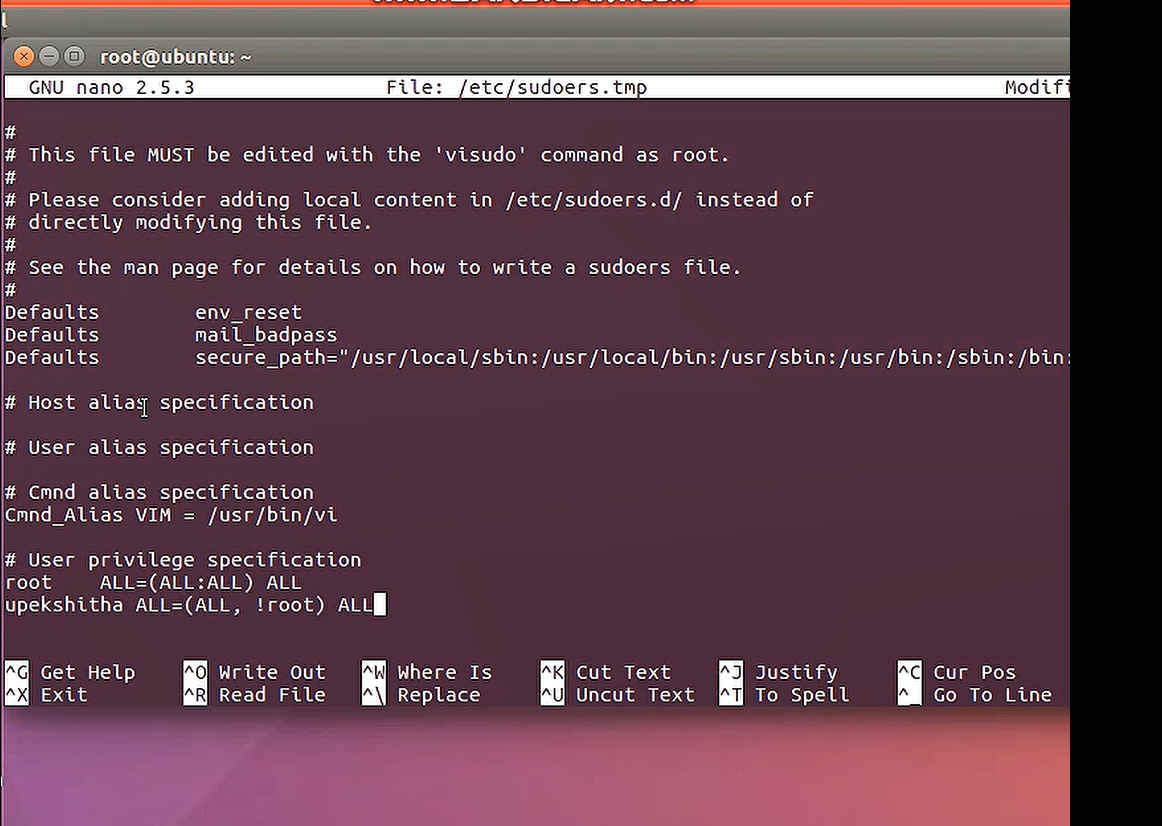 root@ubuntu: ~
GNU nano 2.5.3 File: /etc/sudoers.tmp Modifi
#
# This file MUST be edited with the 'visudo' command as root.
#
# Please consider adding local content in /etc/sudoers.d/ instead of
# directly modifying this file.
#
# See the man page for details on how to write a sudoers file.
#
Defaults env_reset
Defaults mail_badpass
Defaults secure_path="/usr/local/sbin:/usr/local/bin:/usr/sbin:/usr/bin:/sbin:/bin:
# Host alias specification
# User alias specification
# Cmnd alias specification
Cmnd_Alias VIM = /usr/bin/vi
# User privilege specification
root ALL=(ALL:ALL) ALL
upekshitha ALL=(ALL, !root) ALL
^G Get Help ^O Write Out ^W Where Is ^K Cut Text ^J Justify ^C Cur Pos
^X Exit ^R Read File ^\ Replace ^U Uncut Text ^T To Spell ^_ Go To Line